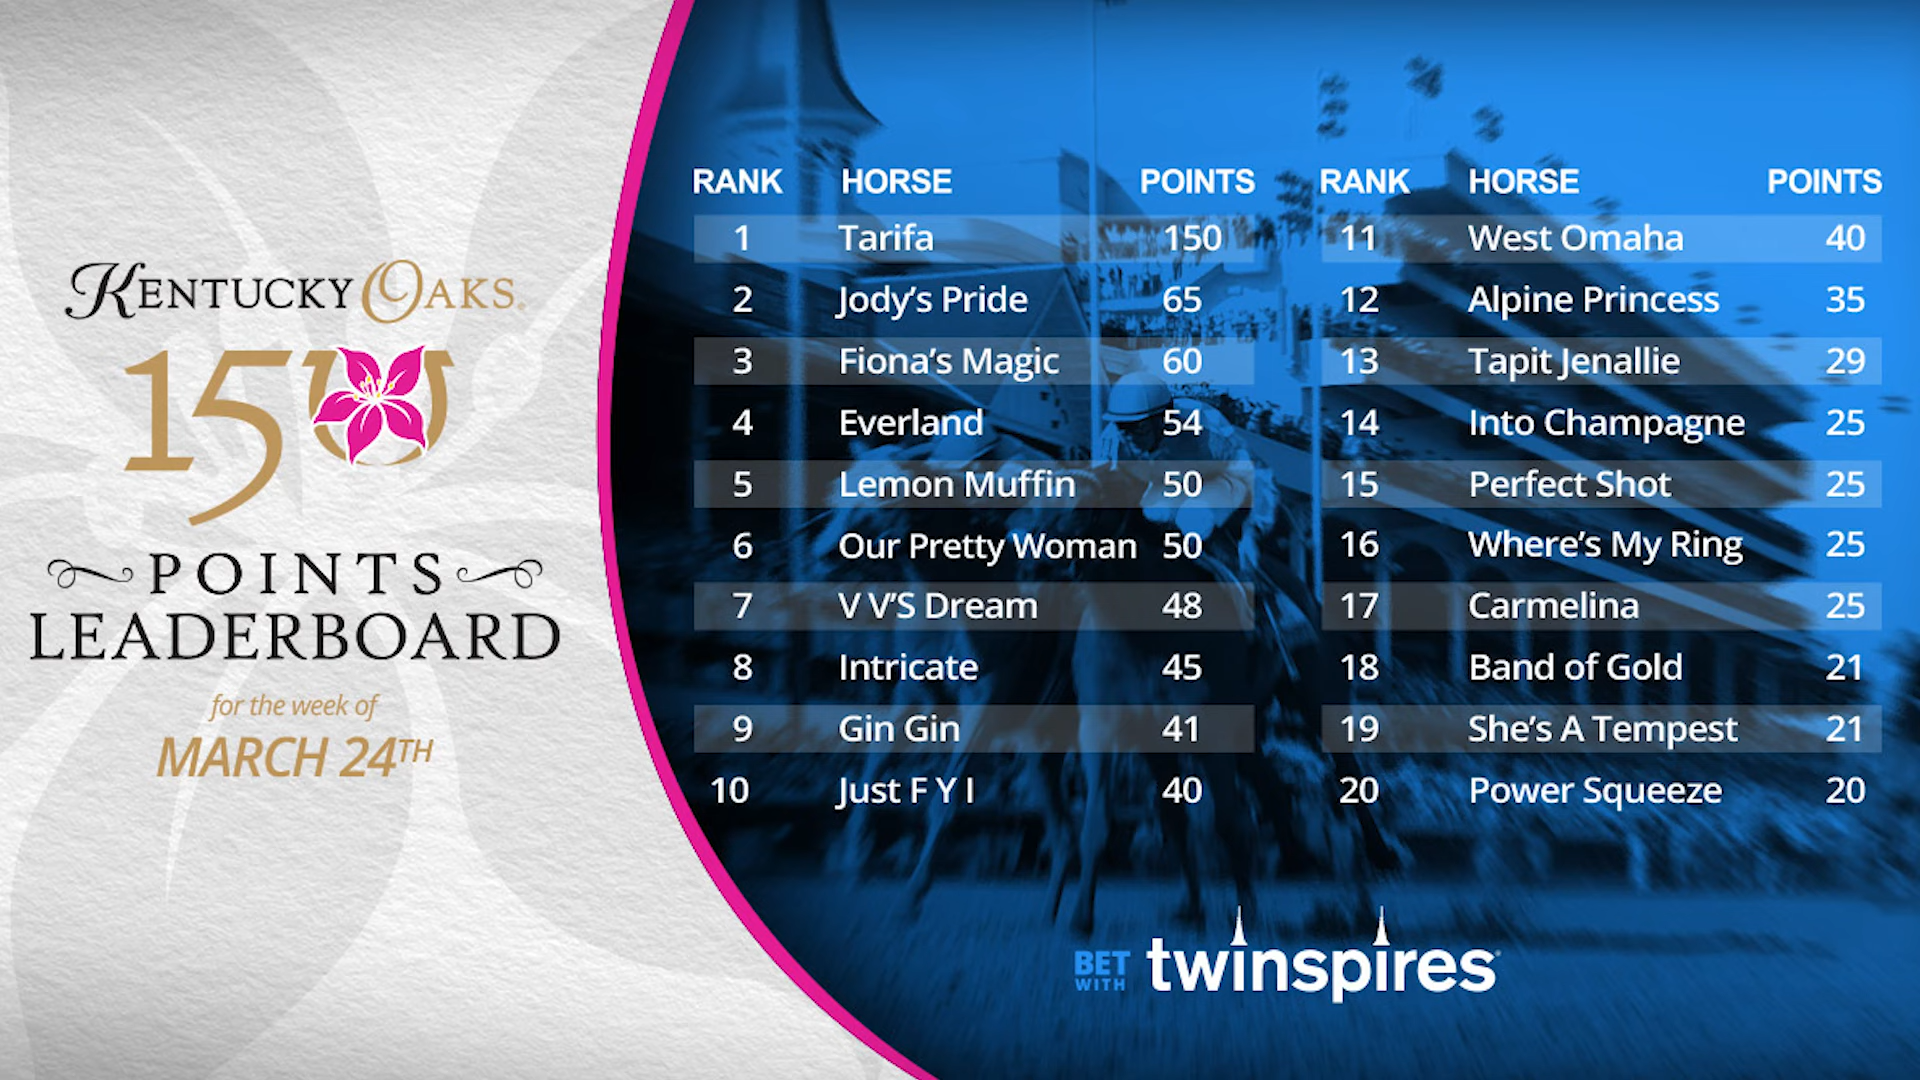 KENTUCKY OAKS
150
POINTS
LEADERBOARD
for the week of
MARCH 24TH
RANK HORSE POINTS
1 Tarifa 150
2 Jody’s Pride 65
3 Fiona’s Magic 60
4 Everland 54
5 Lemon Muffin 50
6 Our Pretty Woman 50
7 V V’S Dream 48
8 Intricate 45
9 Gin Gin 41
10 Just F Y I 40
RANK HORSE POINTS
11 West Omaha 40
12 Alpine Princess 35
13 Tapit Jenallie 29
14 Into Champagne 25
15 Perfect Shot 25
16 Where’s My Ring 25
17 Carmelina 25
18 Band of Gold 21
19 She’s A Tempest 21
20 Power Squeeze 20
BET WITH twinspires